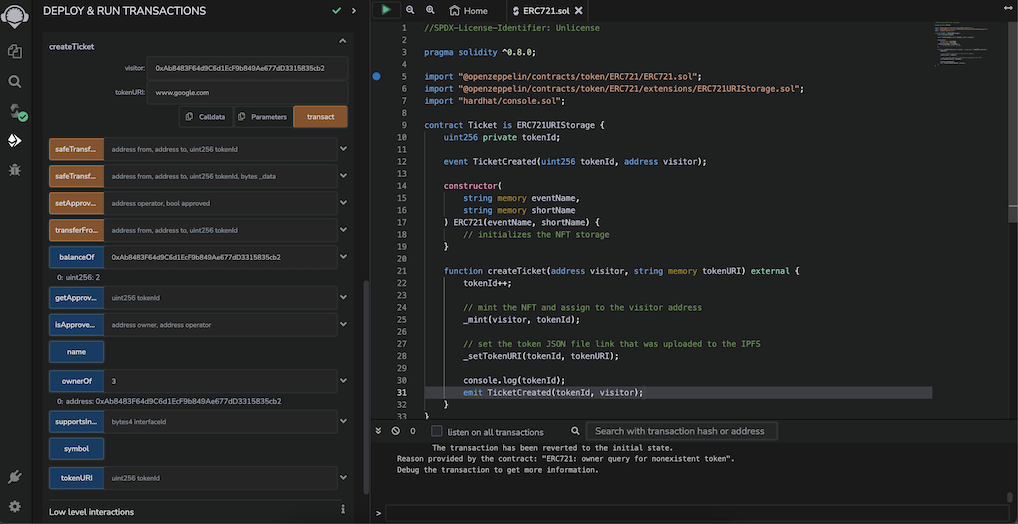 DEPLOY & RUN TRANSACTIONS
createTicket
visitor: 0xAb8483F64d9C6d1EcF9b849Ae677dD3315835cb2
tokenURI: www.google.com
Calldata Parameters transact
safeTransf... address from, address to, uint256 tokenId
safeTransf... address from, address to, uint256 tokenId, bytes _data
setApprov... address operator, bool approved
transferFro... address from, address to, uint256 tokenId
balanceOf 0xAb8483F64d9C6d1EcF9b849Ae677dD3315835cb2
0: uint256: 2
getApprov... uint256 tokenId
isApprove... address owner, address operator
name
ownerOf 3
0: address: 0xAb8483F64d9C6d1EcF9b849Ae677dD3315835cb2
supportsIn... bytes4 interfaceId
symbol
tokenURI uint256 tokenId
Low level interactions i
Home ERC721.sol
1 //SPDX-License-Identifier: Unlicense
2
3 pragma solidity ^0.8.0;
4
5 import "@openzeppelin/contracts/token/ERC721/ERC721.sol";
6 import "@openzeppelin/contracts/token/ERC721/extensions/ERC721URIStorage.sol";
7 import "hardhat/console.sol";
8
9 contract Ticket is ERC721URIStorage {
10 uint256 private tokenId;
11
12 event TicketCreated(uint256 tokenId, address visitor);
13
14 constructor(
15 string memory eventName,
16 string memory shortName
17 ) ERC721(eventName, shortName) {
18 // initializes the NFT storage
19 }
20
21 function createTicket(address visitor, string memory tokenURI) external {
22 tokenId++;
23
24 // mint the NFT and assign to the visitor address
25 _mint(visitor, tokenId);
26
27 // set the token JSON file link that was uploaded to the IPFS
28 _setTokenURI(tokenId, tokenURI);
29
30 console.log(tokenId);
31 emit TicketCreated(tokenId, visitor);
32 }
33 }
0 listen on all transactions Search with transaction hash or address
The transaction has been reverted to the initial state.
Reason provided by the contract: "ERC721: owner query for nonexistent token".
Debug the transaction to get more information.
>